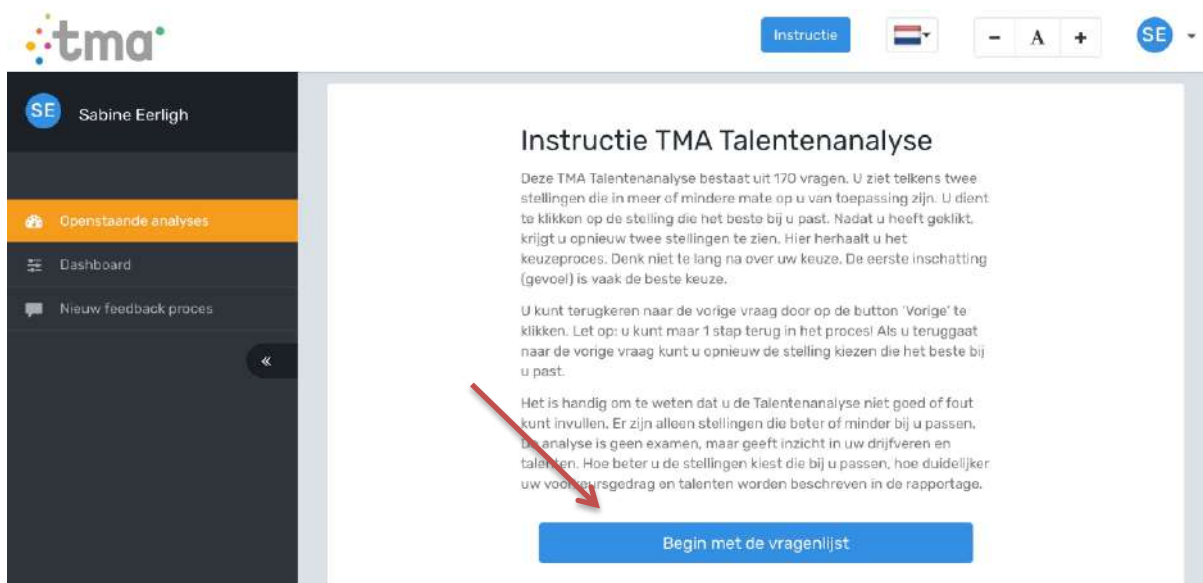 tma
Instructie
- A +
SE
SE
Sabine Eerligh
Openstaande analyses
Dashboard
Nieuw feedback proces
«
Instructie TMA Talentenanalyse
Deze TMA Talentenanalyse bestaat uit 170 vragen. U ziet telkens twee
stellingen die in meer of mindere mate op u van toepassing zijn. U dient
te klikken op de stelling die het beste bij u past. Nadat u heeft geklikt,
krijgt u opnieuw twee stellingen te zien. Hier herhaalt u het
keuzeproces. Denk niet te lang na over uw keuze. De eerste inschatting
(gevoel) is vaak de beste keuze.
U kunt terugkeren naar de vorige vraag door op de button 'Vorige' te
klikken. Let op: u kunt maar 1 stap terug in het proces! Als u teruggaat
naar de vorige vraag kunt u opnieuw de stelling kiezen die het beste bij
u past.
Het is handig om te weten dat u de Talentenanalyse niet goed of fout
kunt invullen. Er zijn alleen stellingen die beter of minder bij u passen.
De analyse is geen examen, maar geeft inzicht in uw drijfveren en
talenten. Hoe beter u de stellingen kiest die bij u passen, hoe duidelijker
uw voorkeursgedrag en talenten worden beschreven in de rapportage.
Begin met de vragenlijst